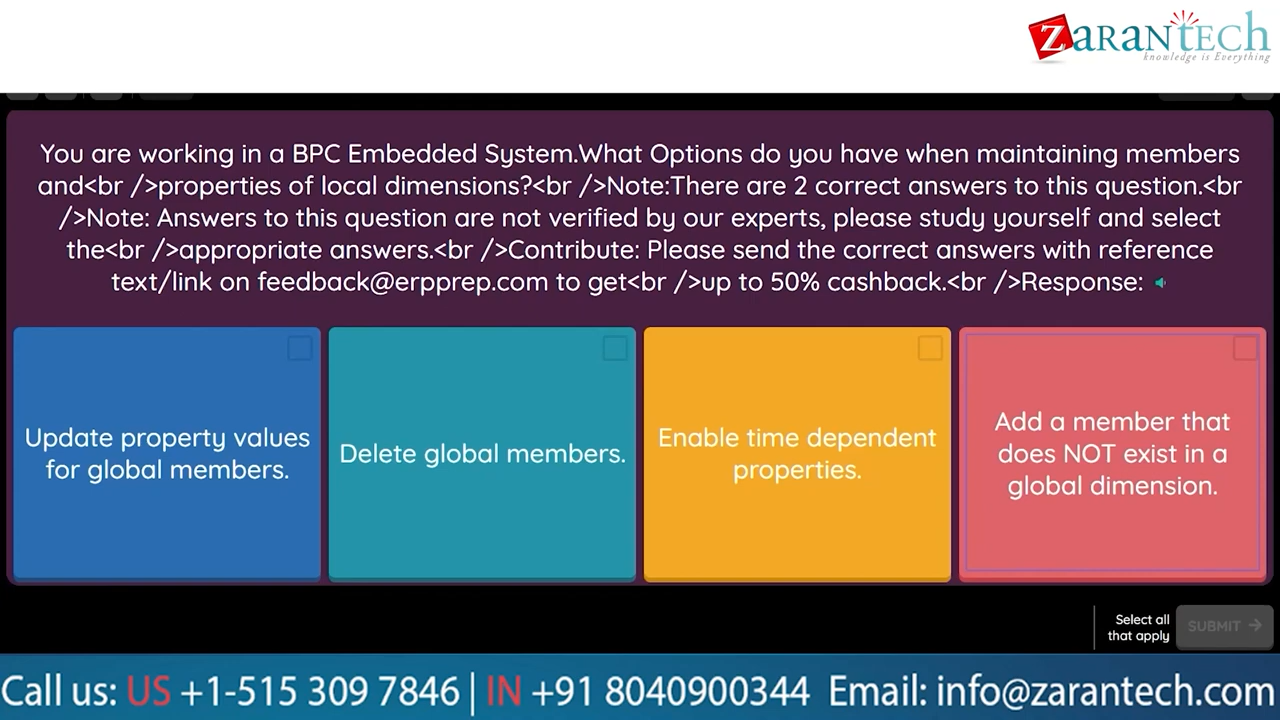 ZARANTECH
knowledge is Everything
You are working in a BPC Embedded System.What Options do you have when maintaining members
and<br />properties of local dimensions?<br />Note:There are 2 correct answers to this question.<br
/>Note: Answers to this question are not verified by our experts, please study yourself and select
the<br />appropriate answers.<br />Contribute: Please send the correct answers with reference
text/link on feedback@erpprep.com to get<br />up to 50% cashback.<br />Response:
Update property values
for global members.
Delete global members.
Enable time dependent
properties.
Add a member that
does NOT exist in a
global dimension.
Select all
that apply
SUBMIT
Call us: US +1-515 309 7846 | IN +91 8040900344 Email: info@zarantech.com